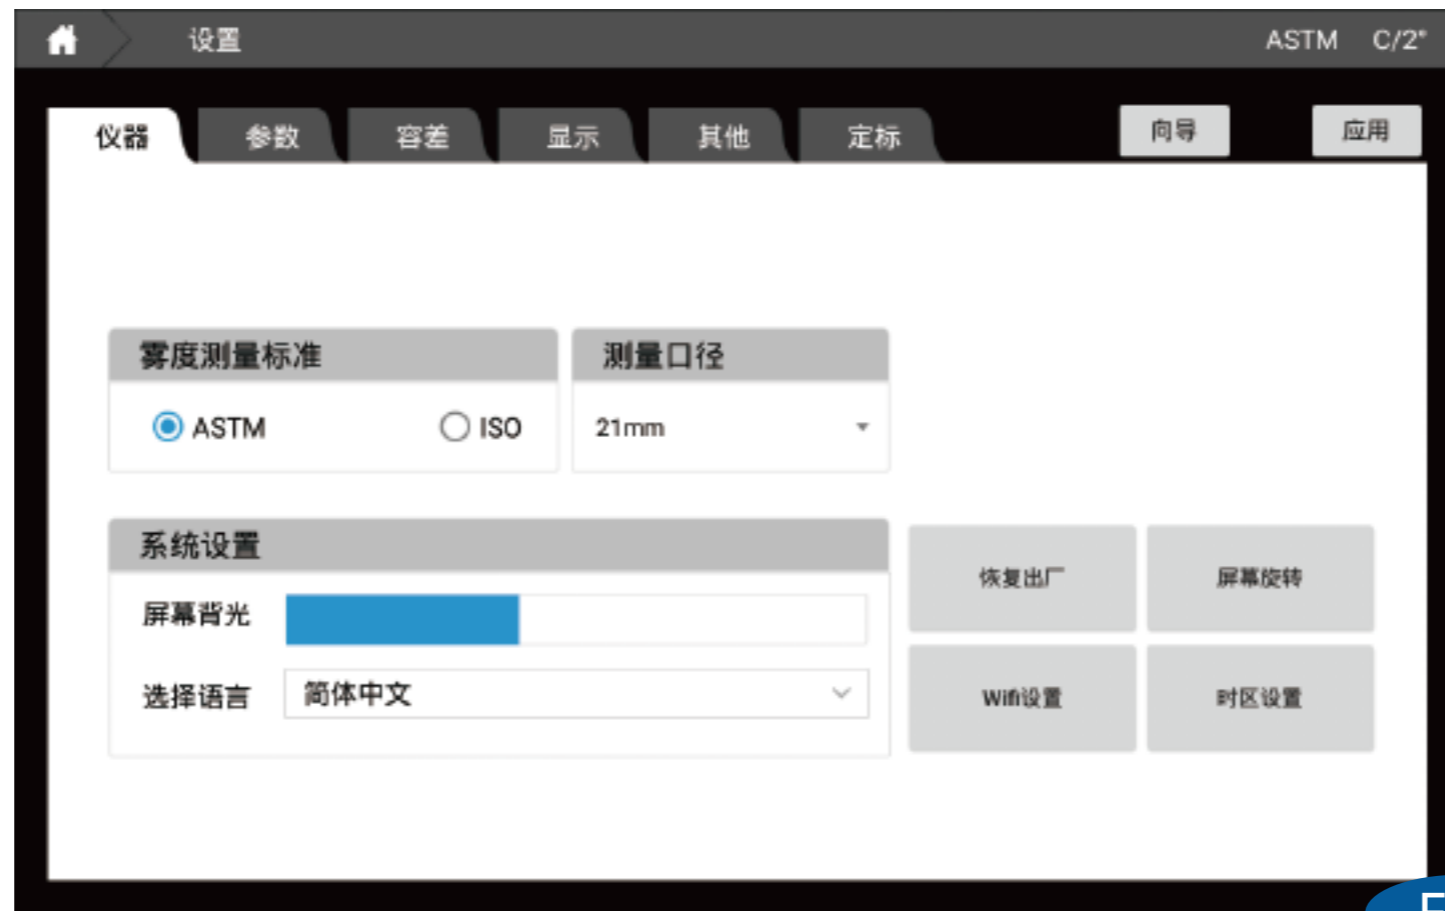 设置 ASTM C/2°
仪器 参数 容差 显示 其他 定标 向导 应用
雾度测量标准 测量口径
ASTM ISO 21mm
系统设置
恢复出厂 屏幕旋转
屏幕背光
选择语言 简体中文 Wifi设置 时区设置